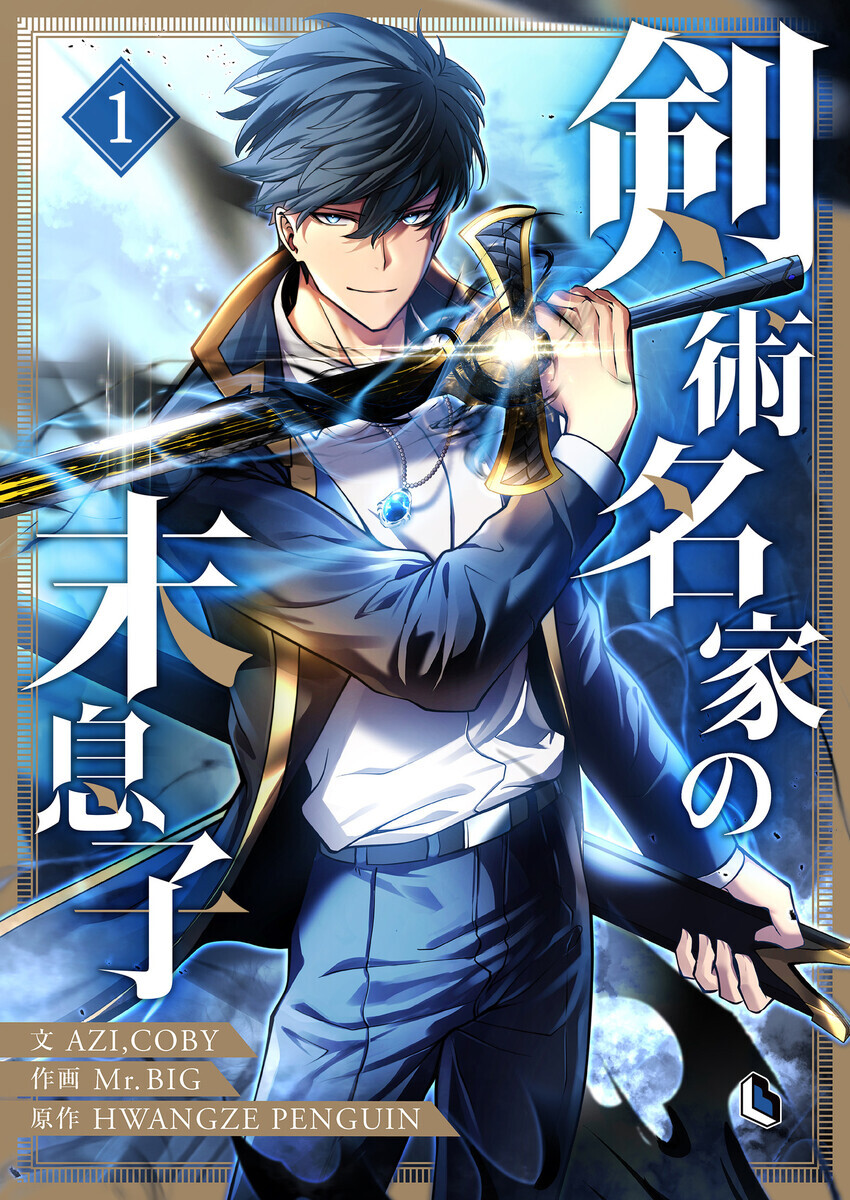 1
剣術名家の
末息子
文 AZI,COBY
作画 Mr. BIG
原作 HWANGZE PENGUIN